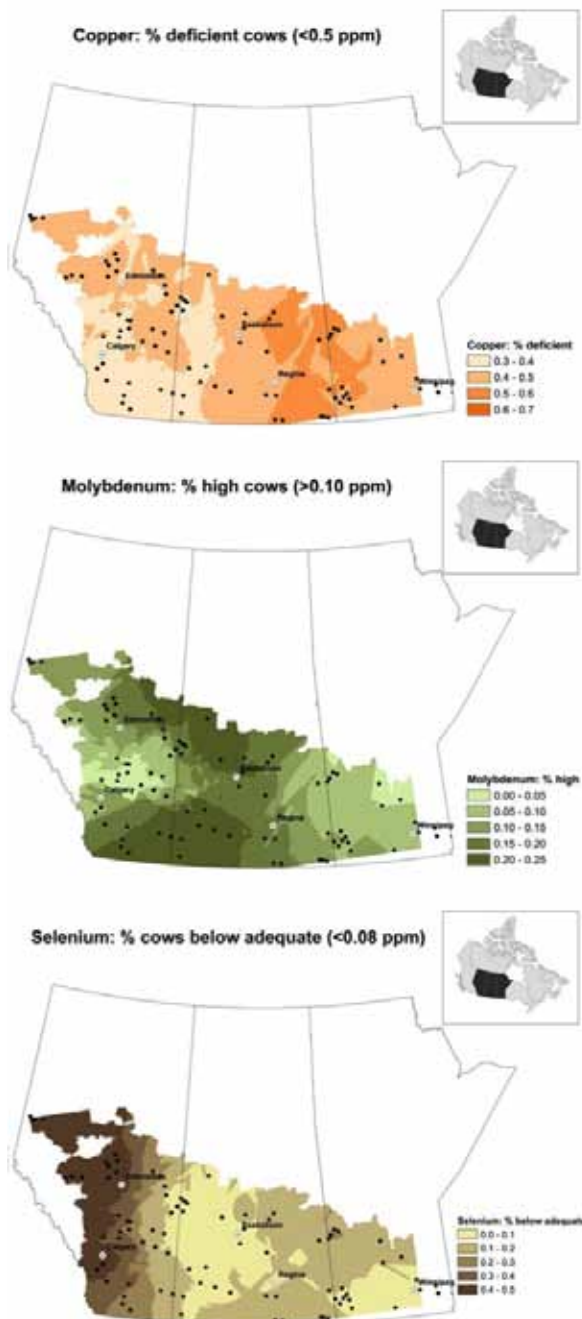 Copper: % deficient cows (<0.5 ppm)
Edmonton
Saskatoon
Calgary
Regina
Winnipeg
Copper: % deficient
0.3 - 0.4
0.4 - 0.5
0.5 - 0.6
0.6 - 0.7
Molybdenum: % high cows (>0.10 ppm)
Edmonton
Saskatoon
Calgary
Regina
Winnipeg
Molybdenum: % high
0.00 - 0.05
0.05 - 0.10
0.10 - 0.15
0.15 - 0.20
0.20 - 0.25
Selenium: % cows below adequate (<0.08 ppm)
Edmonton
Saskatoon
Calgary
Regina
Winnipeg
Selenium: % below adequate
0.0 - 0.1
0.1 - 0.2
0.2 - 0.3
0.3 - 0.4
0.4 - 0.5